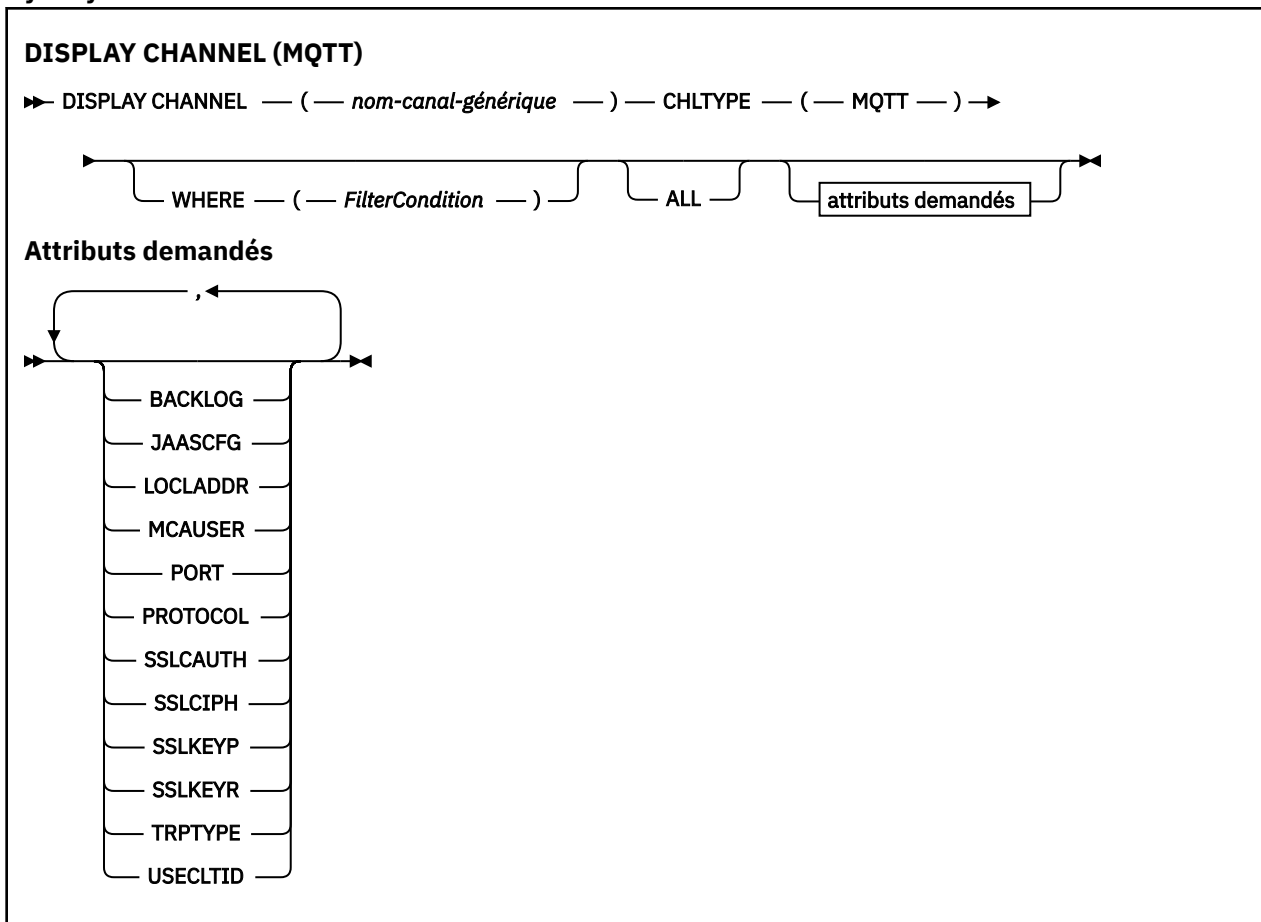 DISPLAY CHANNEL (MQTT)
DISPLAY CHANNEL ( nom-canal-générique ) CHLTYPE ( MQTT )
WHERE ( FilterCondition ) ALL attributs demandés
Attributs demandés
,
BACKLOG
JAASCFG
LOCLADDR
MCAUSER
PORT
PROTOCOL
SSLCAUTH
SSLCIPH
SSLKEYP
SSLKEYR
TRPTYPE
USECLTID